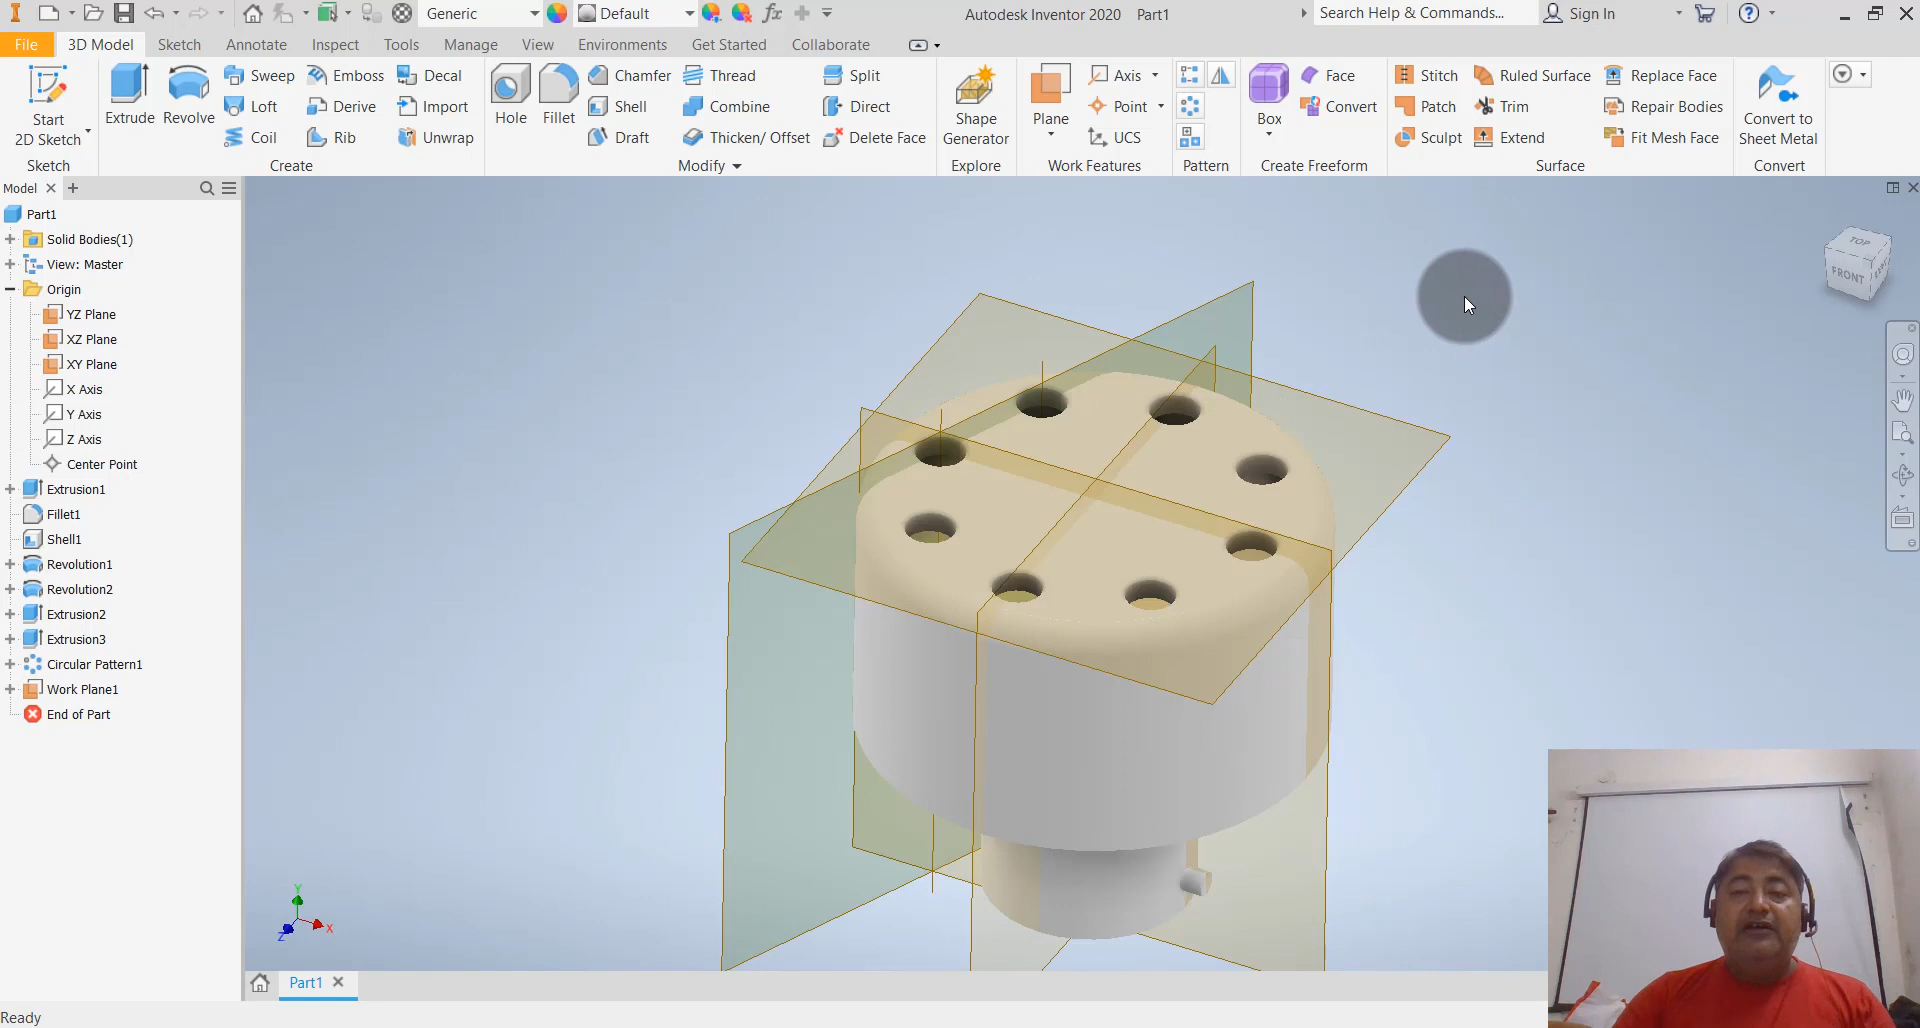 Generic
Default
fx
Autodesk Inventor 2020 Part1
Search Help & Commands...
Sign In
?
File
3D Model
Sketch
Annotate
Inspect
Tools
Manage
View
Environments
Get Started
Collaborate
Start
2D Sketch
Sketch
Extrude
Revolve
Sweep
Loft
Coil
Emboss
Derive
Rib
Decal
Import
Unwrap
Create
Hole
Fillet
Chamfer
Shell
Draft
Thread
Combine
Thicken/ Offset
Split
Direct
Delete Face
Modify
Shape
Generator
Explore
Plane
Axis
Point
UCS
Work Features
Pattern
Box
Face
Convert
Create Freeform
Stitch
Patch
Sculpt
Ruled Surface
Trim
Extend
Replace Face
Repair Bodies
Fit Mesh Face
Surface
Convert to
Sheet Metal
Convert
Model
Part1
Solid Bodies(1)
View: Master
Origin
YZ Plane
XZ Plane
XY Plane
X Axis
Y Axis
Z Axis
Center Point
Extrusion1
Fillet1
Shell1
Revolution1
Revolution2
Extrusion2
Extrusion3
Circular Pattern1
Work Plane1
End of Part
TOP
FRONT
Y
X
Z
Part1
Ready